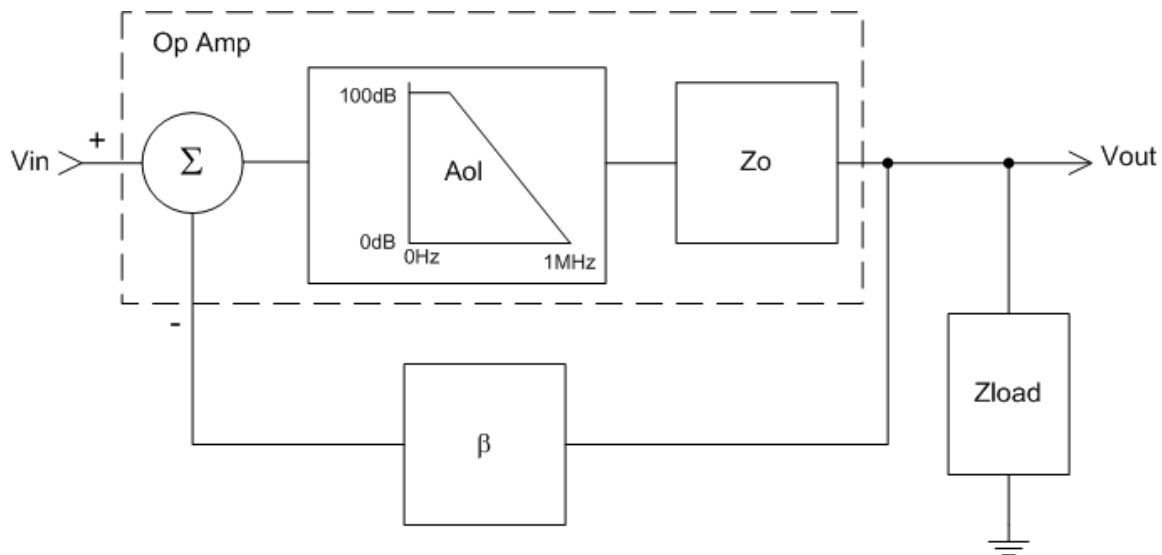 Op Amp
+
Vin
Σ
100dB
Aol
0dB
0Hz
1MHz
Zo
Vout
-
β
Zload